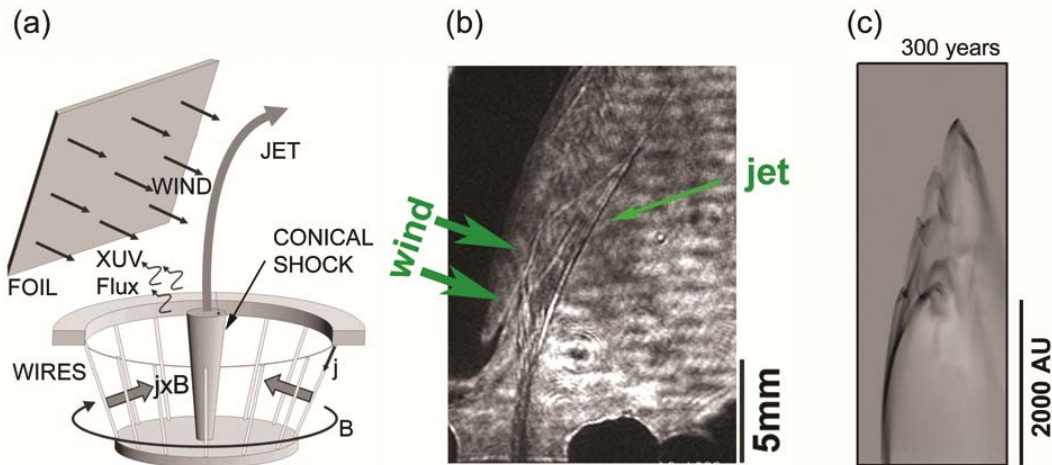 (a)
JET
WIND
CONICAL
SHOCK
XUV
Flux
FOIL
WIRES
jxB
j
B
(b)
jet
wind
5mm
(c)
300 years
2000 AU